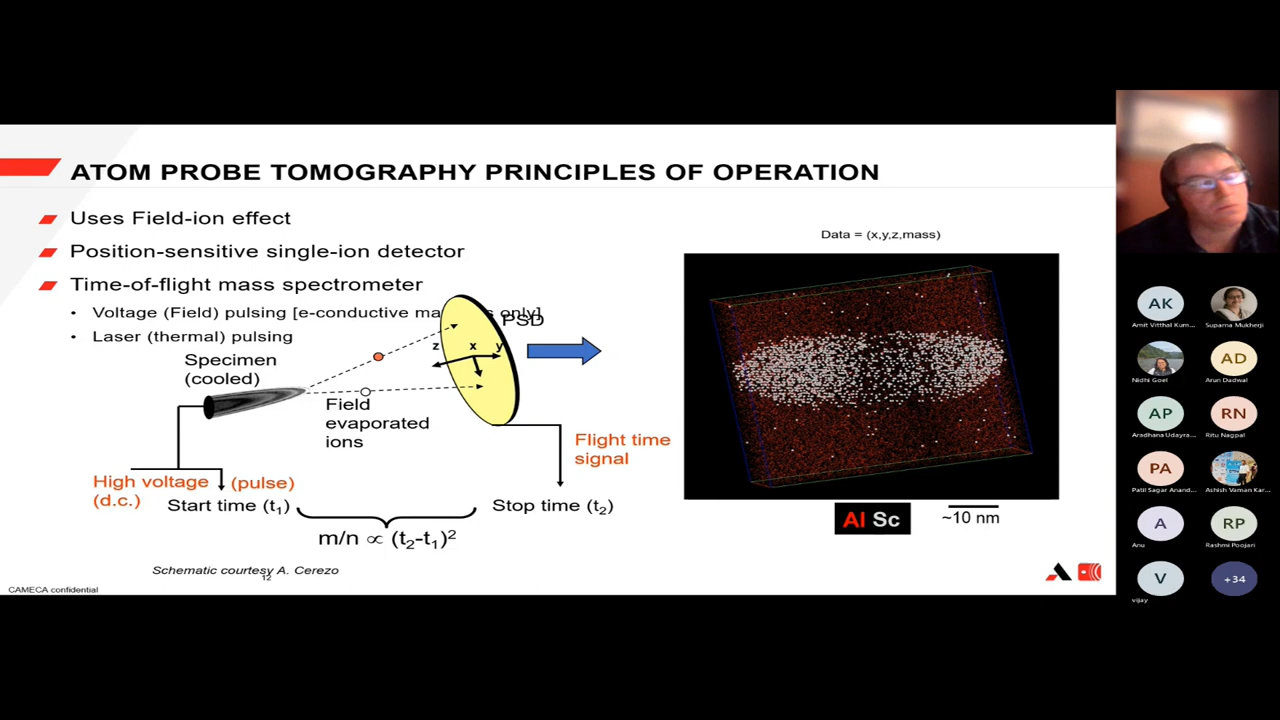 ATOM PROBE TOMOGRAPHY PRINCIPLES OF OPERATION
Uses Field-ion effect
Position-sensitive single-ion detector
Time-of-flight mass spectrometer
• Voltage (Field) pulsing [e-conductive ma s only]
• Laser (thermal) pulsing
PSD
z x y
Specimen
(cooled)
Field
evaporated
ions
Flight time
signal
High voltage (pulse)
(d.c.)
Start time (t₁)
Stop time (t₂)
m/n ∝ (t₂-t₁)²
Schematic courtesy A. Cerezo
12
CAMECA confidential
Data = (x,y,z,mass)
Al Sc
~10 nm
AK
Amit Vitthal Kum...
Suparna Mukherji
Nidhi Goel
AD
Arun Dadwal
AP
Aradhana Udayra...
RN
Ritu Nagpal
PA
Patil Sagar Anand...
Ashish Vaman Kar...
A
Anu
RP
Rashmi Poojari
V
vijay
+34